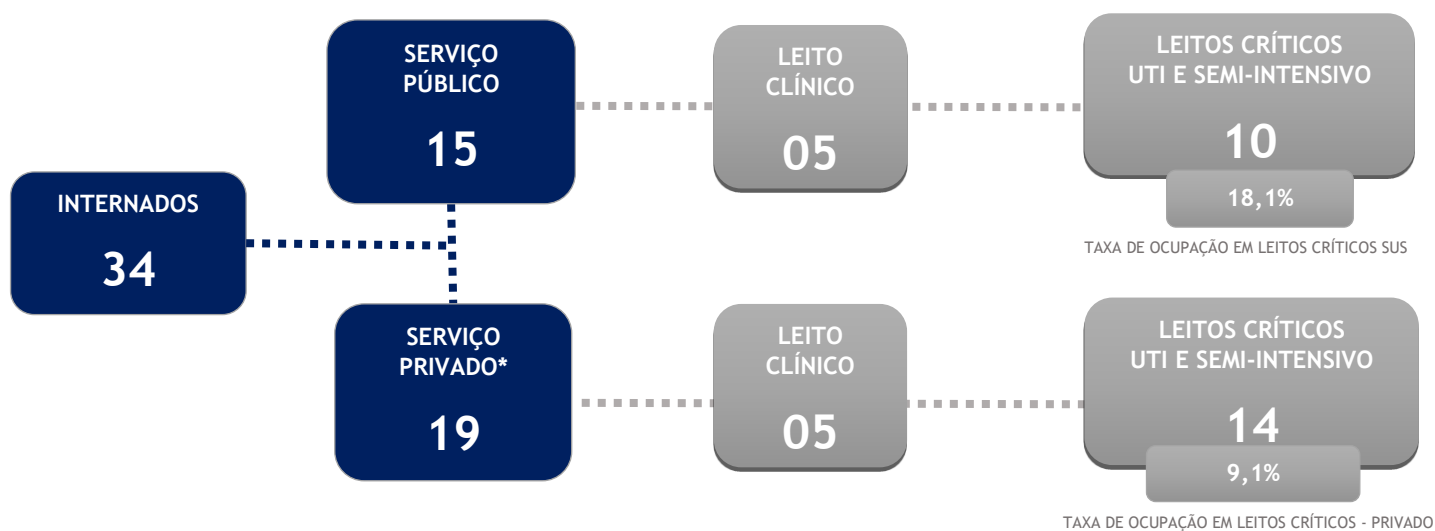 INTERNADOS
34
SERVIÇO
PÚBLICO
15
LEITO
CLÍNICO
05
LEITOS CRÍTICOS
UTI E SEMI-INTENSIVO
10
18,1%
TAXA DE OCUPAÇÃO EM LEITOS CRÍTICOS SUS
SERVIÇO
PRIVADO*
19
LEITO
CLÍNICO
05
LEITOS CRÍTICOS
UTI E SEMI-INTENSIVO
14
9,1%
TAXA DE OCUPAÇÃO EM LEITOS CRÍTICOS - PRIVADO